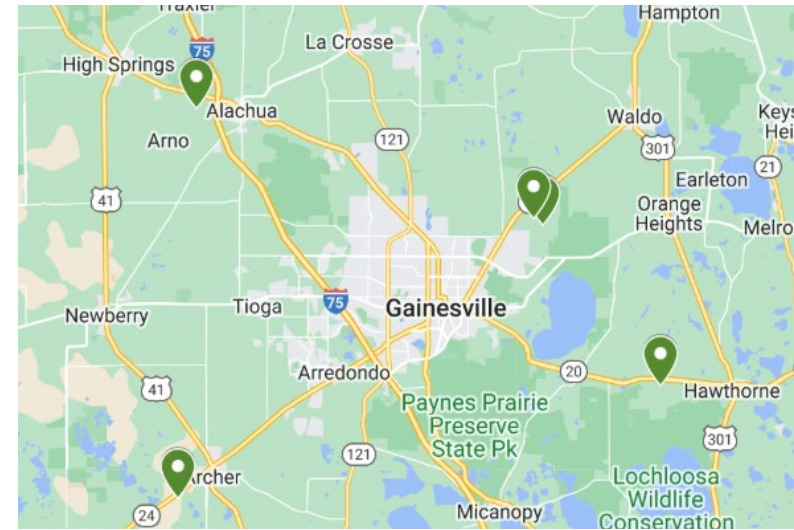 Hampton
La Crosse
75
High Springs
Alachua
Waldo
121
Arno
301
21
Earleton
41
Orange
Heights
Newberry
Tioga
75
Gainesville
Arredondo
20
41
Hawthorne
Paynes Prairie
Preserve
State Pk
301
121
Archer
Lochloosa
Wildlife
Conservation
24
Micanopy